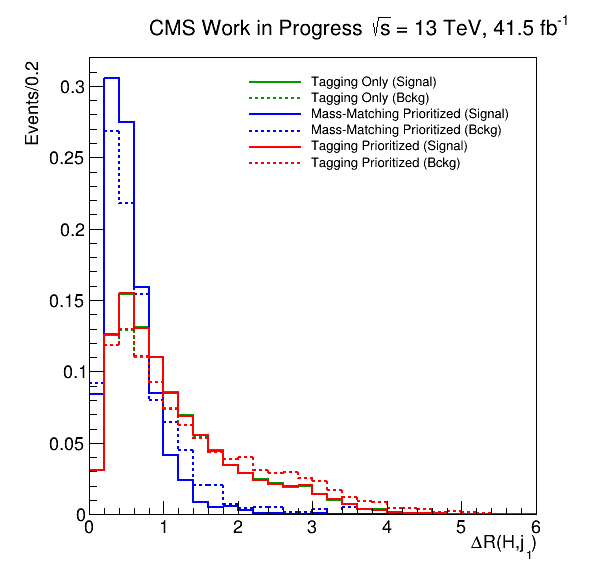 CMS Work in Progress √s = 13 TeV, 41.5 fb⁻¹
Events/0.2
Tagging Only (Signal)
Tagging Only (Bckg)
Mass-Matching Prioritized (Signal)
Mass-Matching Prioritized (Bckg)
Tagging Prioritized (Signal)
Tagging Prioritized (Bckg)
0.3
0.25
0.2
0.15
0.1
0.05
0
0 1 2 3 4 5 6
ΔR(H,j₁)